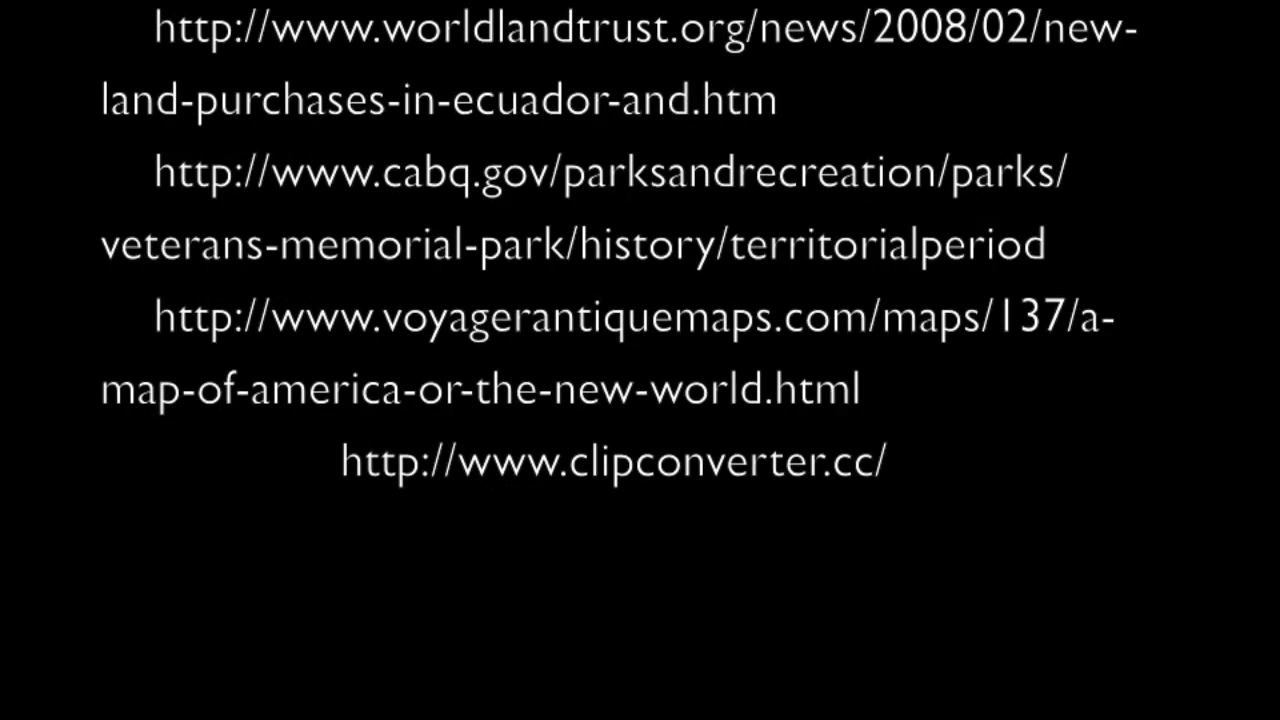 http://www.worldlandtrust.org/news/2008/02/new-
land-purchases-in-ecuador-and.htm
http://www.cabq.gov/parksandrecreation/parks/
veterans-memorial-park/history/territorialperiod
http://www.voyagerantiquemaps.com/maps/137/a-
map-of-america-or-the-new-world.html
http://www.clipconverter.cc/